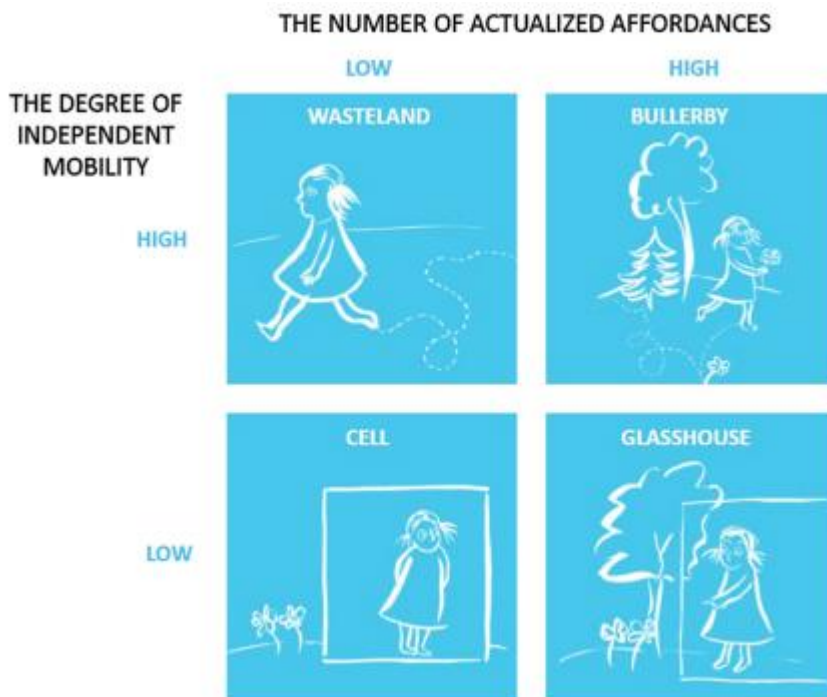 THE NUMBER OF ACTUALIZED AFFORDANCES
LOW
HIGH
THE DEGREE OF
INDEPENDENT
MOBILITY
WASTELAND
BULLERBY
HIGH
CELL
GLASSHOUSE
LOW